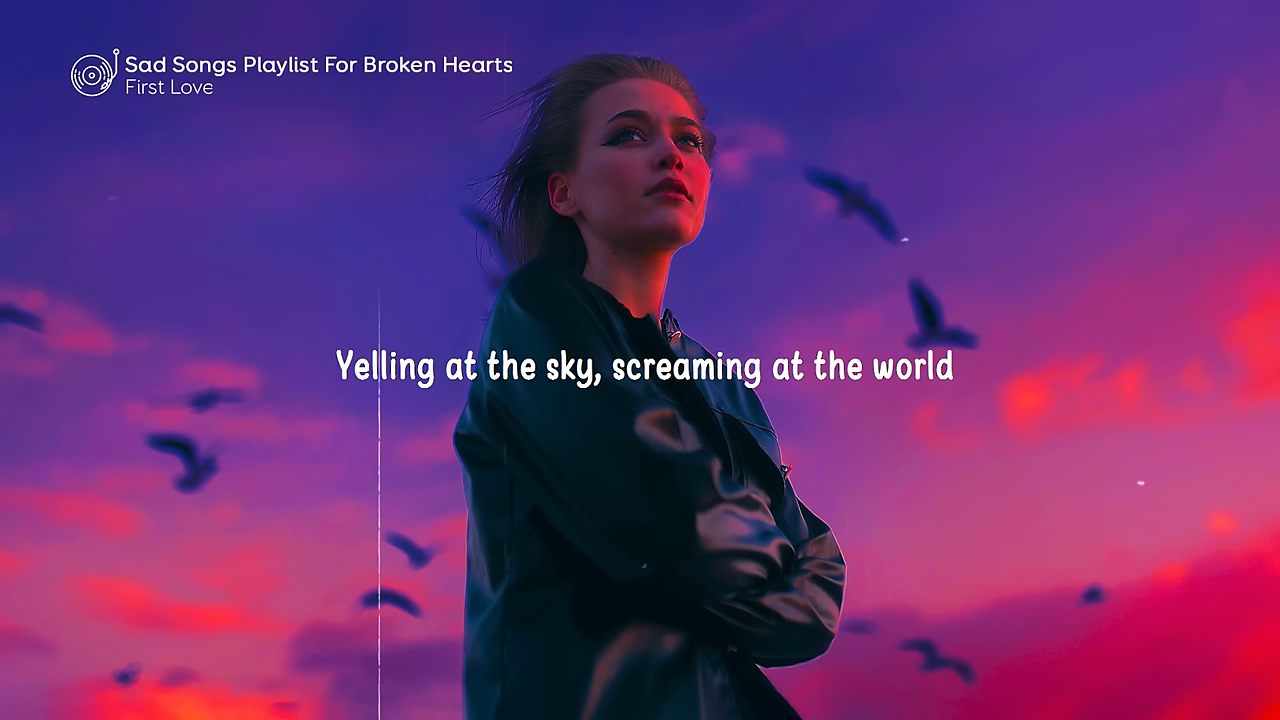 Sad Songs Playlist For Broken Hearts
First Love
Yelling at the sky, screaming at the world